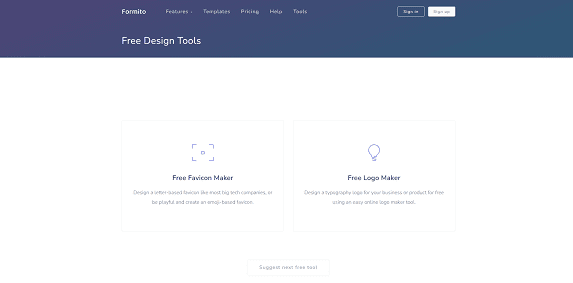 Formito Features Templates Pricing Help Tools Sign in Sign up
Free Design Tools
Free Favicon Maker
Design a letter-based favicon like most big tech companies, or
be playful and create an emoji-based favicon.
Free Logo Maker
Design a typography logo for your business or product for free
using an easy online logo maker tool.
Suggest next free tool